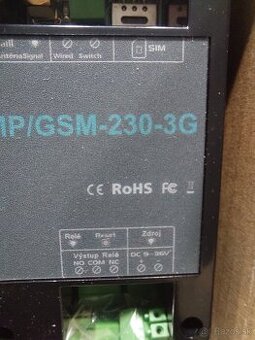 ténaSignal Wired Switch SIM
MP/GSM-230-3G
CE RoHS FC
Relé Reset Zdroj
Výstup Relé DC 9~36V
NO COM NC + -